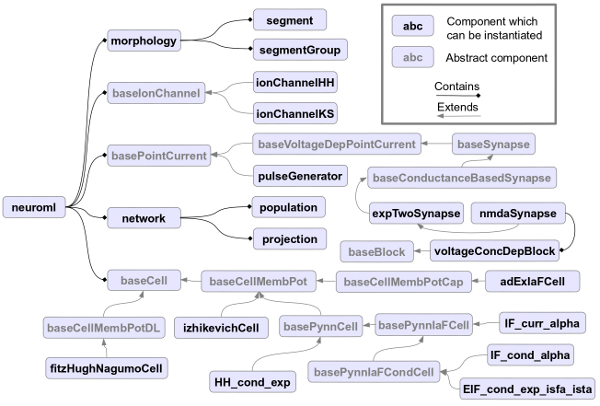 segment
morphology
segmentGroup
baseIonChannel
ionChannelHH
ionChannelKS
baseVoltageDepPointCurrent
baseSynapse
basePointCurrent
pulseGenerator
baseConductanceBasedSynapse
neuroml
network
population
projection
expTwoSynapse
nmdaSynapse
baseBlock
voltageConcDepBlock
baseCell
baseCellMembPot
baseCellMembPotCap
adExIaFCell
baseCellMembPotDL
izhikevichCell
basePynnCell
basePynnIaFCell
IF_curr_alpha
fitzHughNagumoCell
HH_cond_exp
basePynnIaFCondCell
IF_cond_alpha
EIF_cond_exp_isfa_ista
abc
Component which
can be instantiated
abc
Abstract component
Contains
Extends